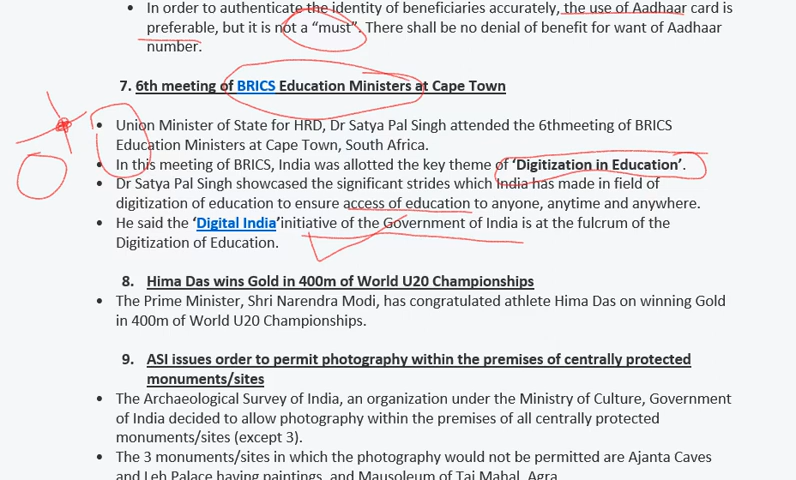 • In order to authenticate the identity of beneficiaries accurately, the use of Aadhaar card is
preferable, but it is not a “must”. There shall be no denial of benefit for want of Aadhaar
number.
7. 6th meeting of BRICS Education Ministers at Cape Town
• Union Minister of State for HRD, Dr Satya Pal Singh attended the 6thmeeting of BRICS
Education Ministers at Cape Town, South Africa.
• In this meeting of BRICS, India was allotted the key theme of ‘Digitization in Education’.
• Dr Satya Pal Singh showcased the significant strides which India has made in field of
digitization of education to ensure access of education to anyone, anytime and anywhere.
• He said the ‘Digital India’initiative of the Government of India is at the fulcrum of the
Digitization of Education.
8. Hima Das wins Gold in 400m of World U20 Championships
• The Prime Minister, Shri Narendra Modi, has congratulated athlete Hima Das on winning Gold
in 400m of World U20 Championships.
9. ASI issues order to permit photography within the premises of centrally protected
monuments/sites
• The Archaeological Survey of India, an organization under the Ministry of Culture, Government
of India decided to allow photography within the premises of all centrally protected
monuments/sites (except 3).
• The 3 monuments/sites in which the photography would not be permitted are Ajanta Caves
and Leh Palace having paintings, and Mausoleum of Taj Mahal, Agra